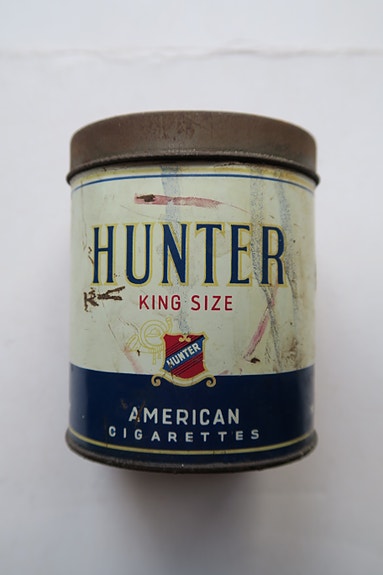 HUNTER
KING SIZE
HUNTER
AMERICAN
CIGARETTES